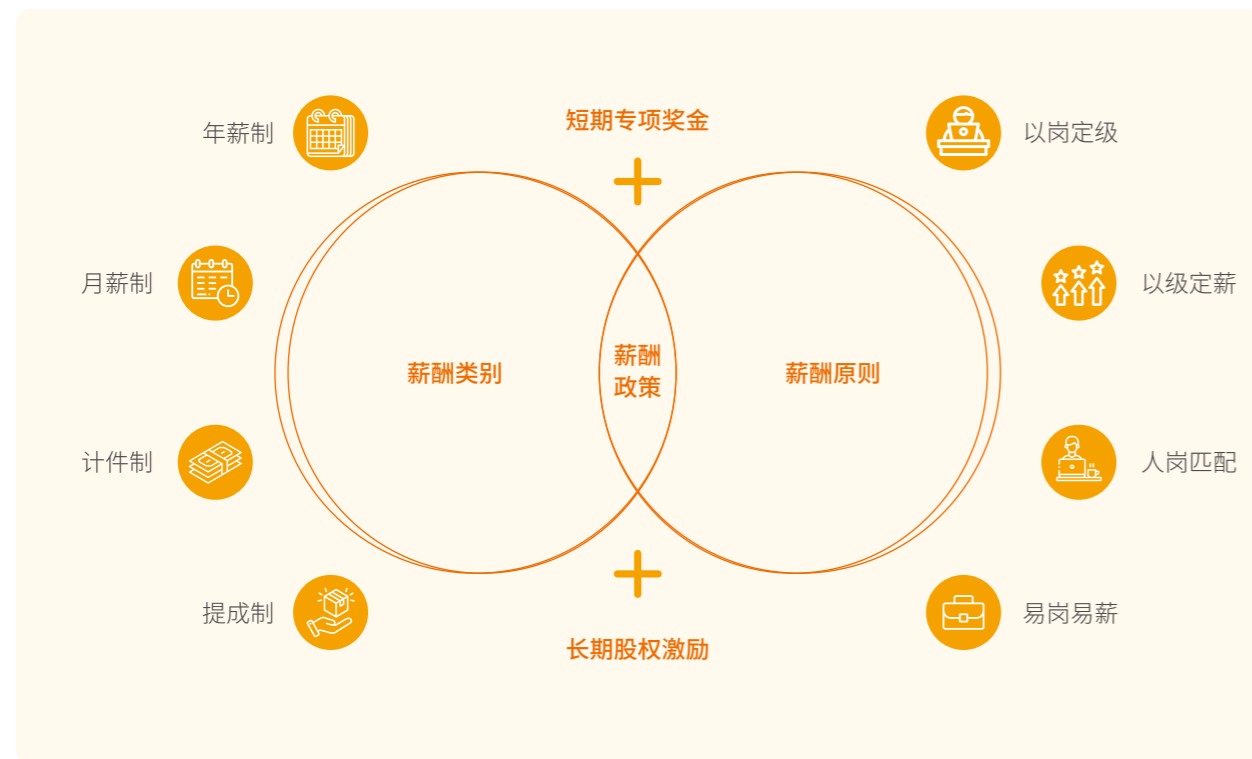 年薪制
短期专项奖金
以岗定级
月薪制
以级定薪
薪酬类别
薪酬
政策
薪酬原则
计件制
人岗匹配
提成制
易岗易薪
长期股权激励